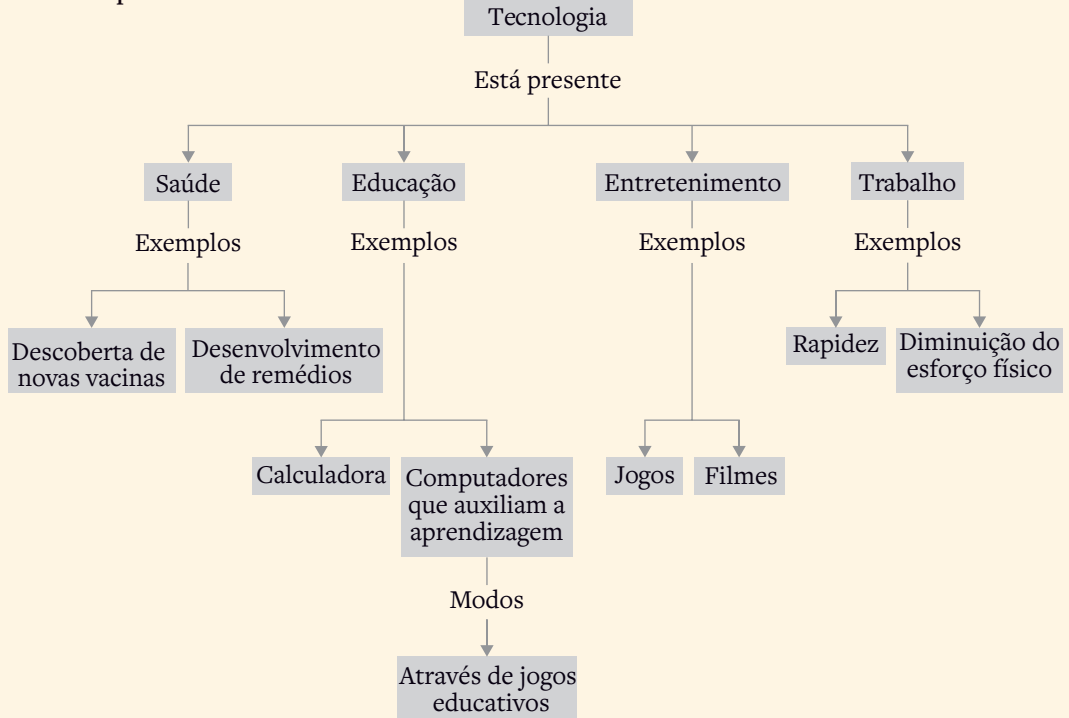 Tecnologia
Está presente
Saúde
Educação
Entretenimento
Trabalho
Exemplos
Exemplos
Exemplos
Exemplos
Descoberta de
novas vacinas
Desenvolvimento
de remédios
Rapidez
Diminuição do
esforço físico
Calculadora
Computadores
que auxiliam a
aprendizagem
Jogos
Filmes
Modos
Através de jogos
educativos